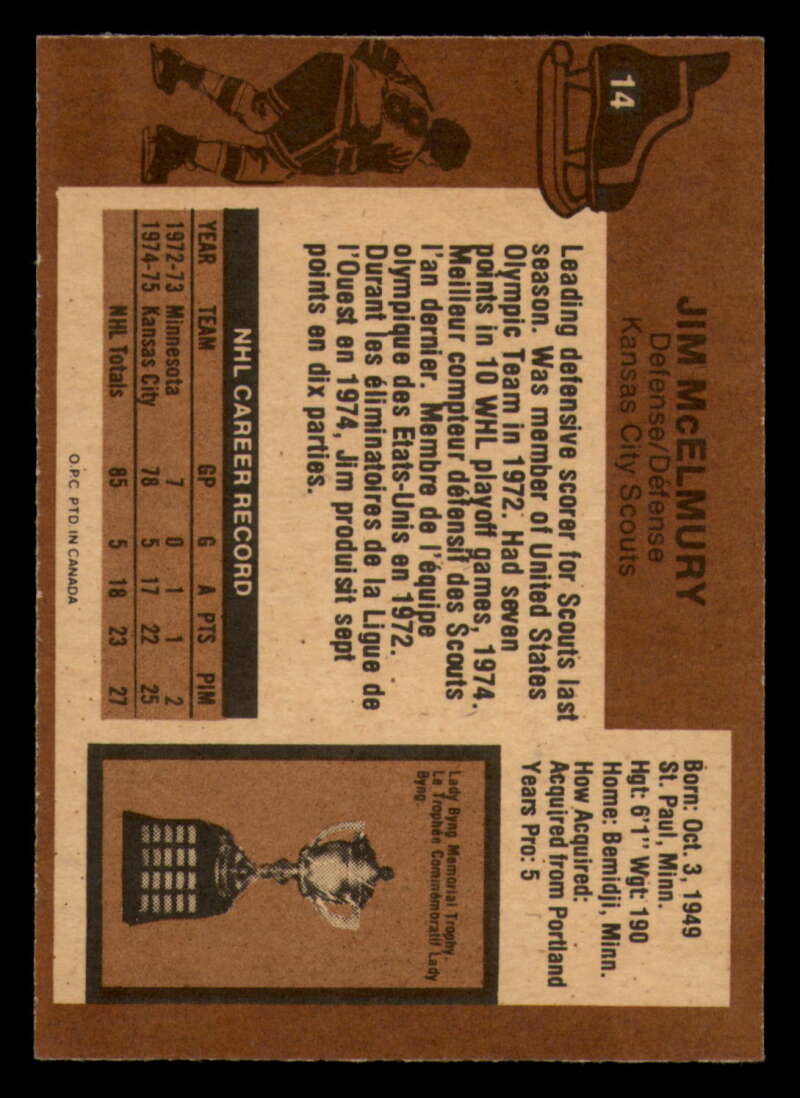 14
JIM McELMURY
Defense/Défense
Kansas City Scouts
Born: Oct. 3, 1949
St. Paul, Minn.
Hgt: 6'1" Wgt: 190
Home: Bemidji, Minn.
How Acquired:
Acquired from Portland
Years Pro: 5
Leading defensive scorer for Scouts last
season. Was member of United States
Olympic Team in 1972. Had seven
points in 10 WHL playoff games, 1974.
Meilleur compteur défensif des Scouts
l'an dernier. Membre de l'équipe
olympique des Etats-Unis en 1972.
Durant les éliminatoires de la Ligue de
l'Ouest en 1974, Jim produisit sept
points en dix parties.
NHL CAREER RECORD
YEAR TEAM GP G A PTS PIM
1972-73 Minnesota 7 0 1 1 2
1974-75 Kansas City 78 5 17 22 25
NHL Totals 85 5 18 23 27
O.P.C. PTD. IN CANADA
Lady Byng Memorial Trophy
Le Trophée Commémoratif Lady
Byng